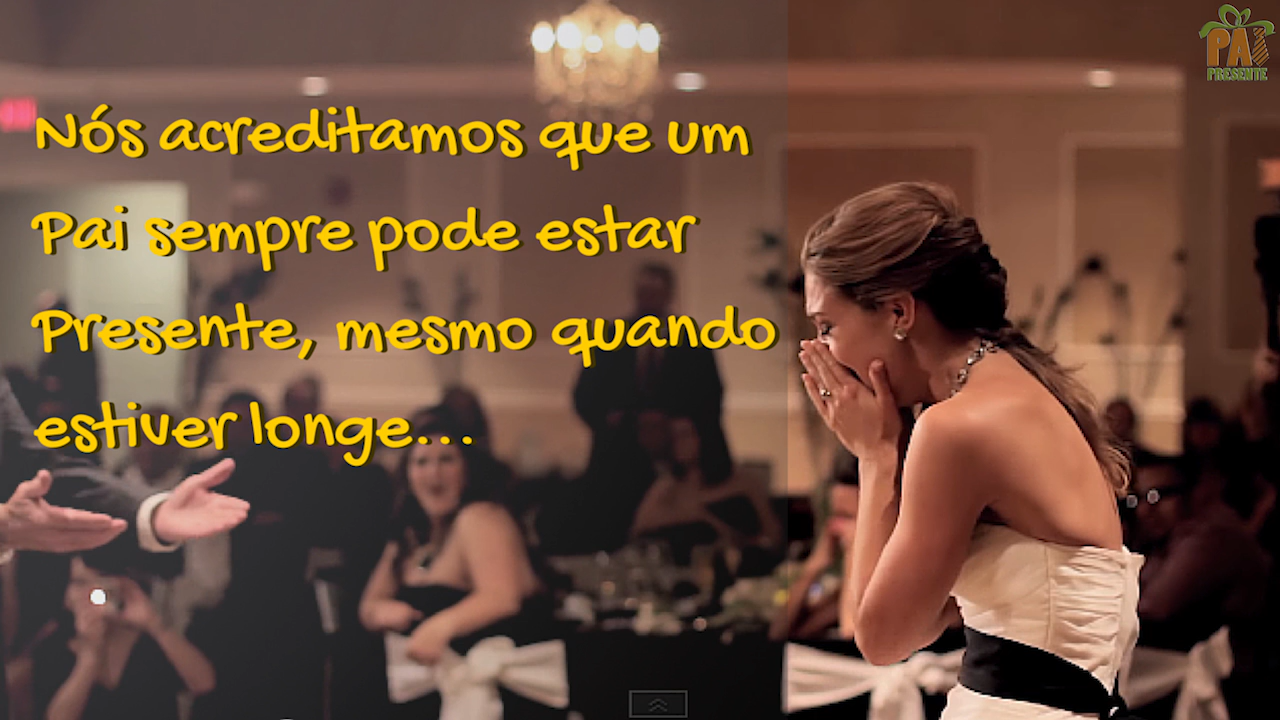 PAI
PRESENTE
Nós acreditamos que um
Pai sempre pode estar
Presente, mesmo quando
estiver longe...